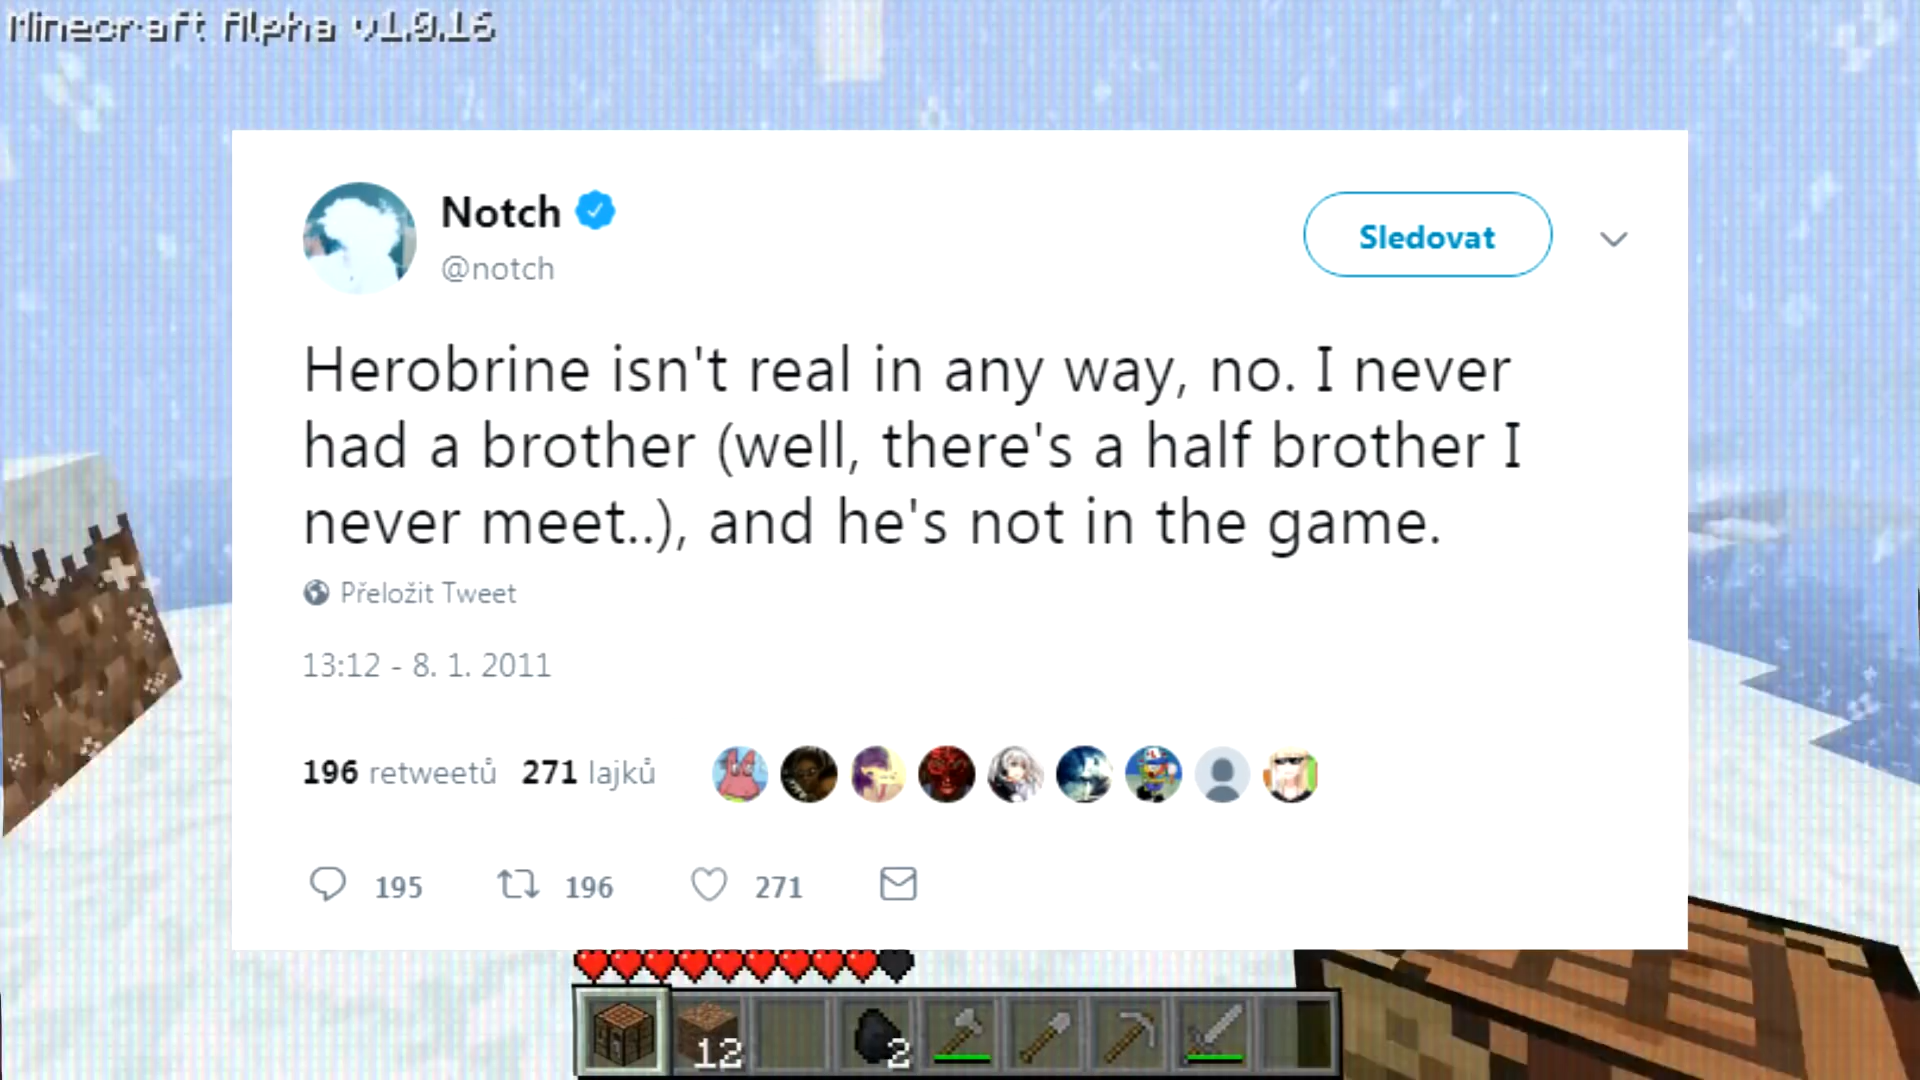 Minecraft Alpha v1.0.16
Notch
@notch
Sledovat
Herobrine isn't real in any way, no. I never
had a brother (well, there's a half brother I
never meet..), and he's not in the game.
Přeložit Tweet
13:12 - 8. 1. 2011
196 retweetů 271 lajků
195 196 271
12 2